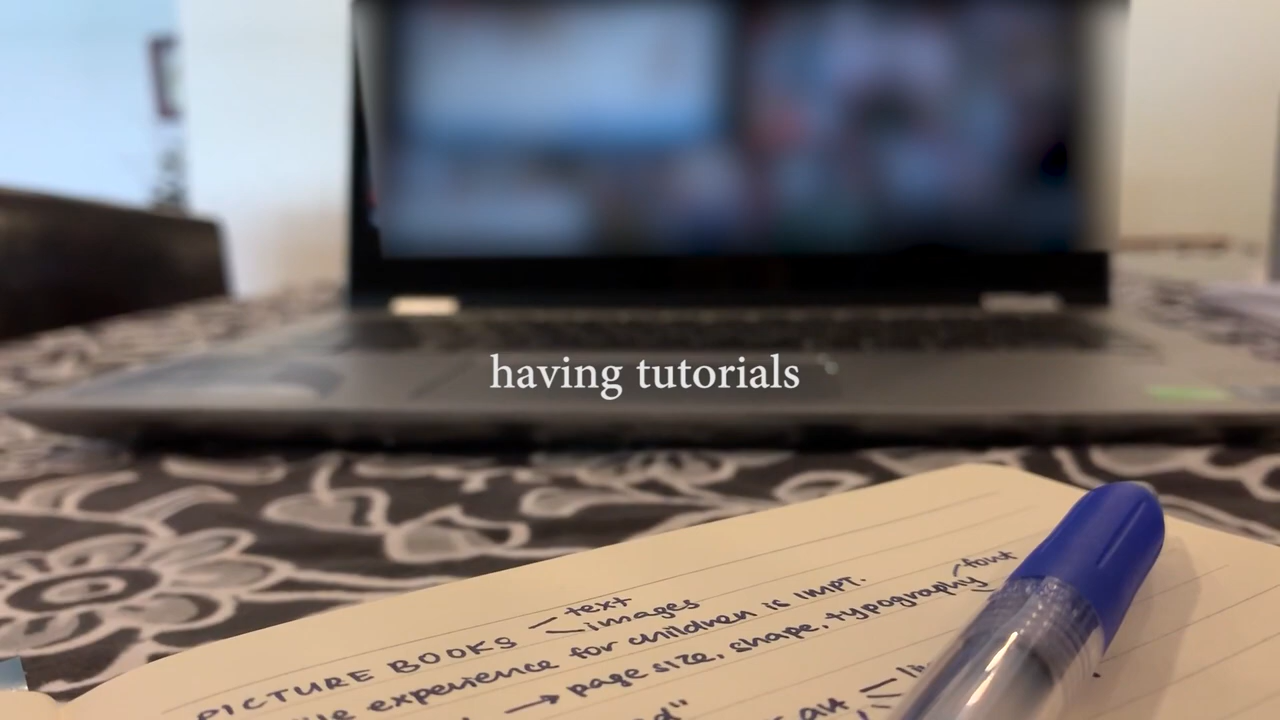 having tutorials
PICTURE BOOKS — text
— images
experience for children is IMPT.
→ page size, shape, typography font